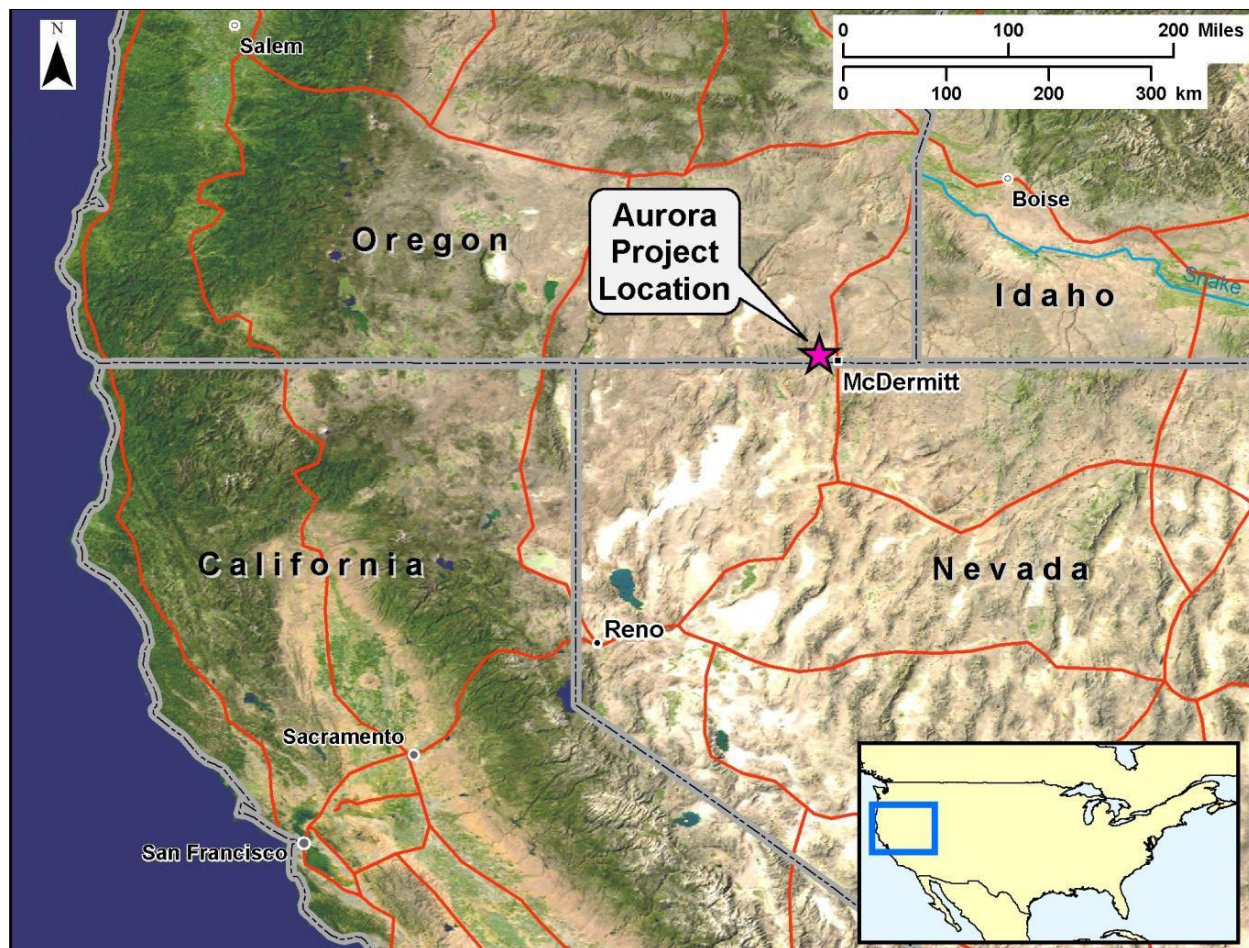 N
Salem
0 100 200 Miles
0 100 200 300 km
Boise
Aurora
Project
Location
Oregon
Snake
Idaho
McDermitt
California
Nevada
Reno
Sacramento
San Francisco